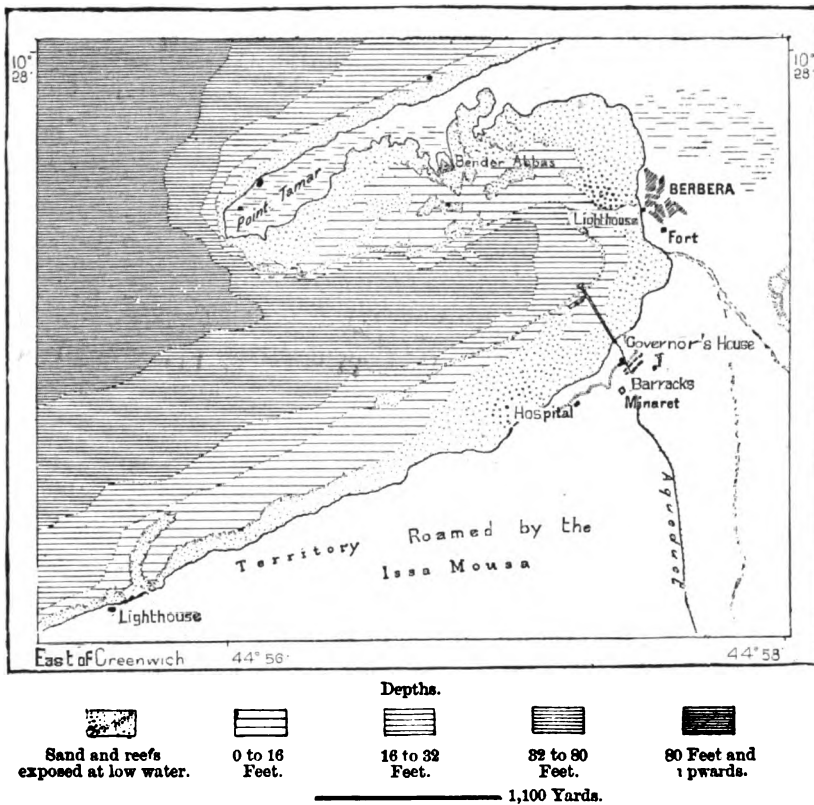 10°
28′
10°
28′
Bender Abbas
Point Tamar
BERBERA
Lighthouse
Fort
Governor's House
Barracks
Hospital
Minaret
Aqueduct
Territory Roamed by the
Issa Mousa
Lighthouse
East of Greenwich
44° 56′
44° 58′
Depths.
Sand and reefs
exposed at low water.
0 to 16
Feet.
16 to 32
Feet.
32 to 80
Feet.
80 Feet and
upwards.
1,100 Yards.